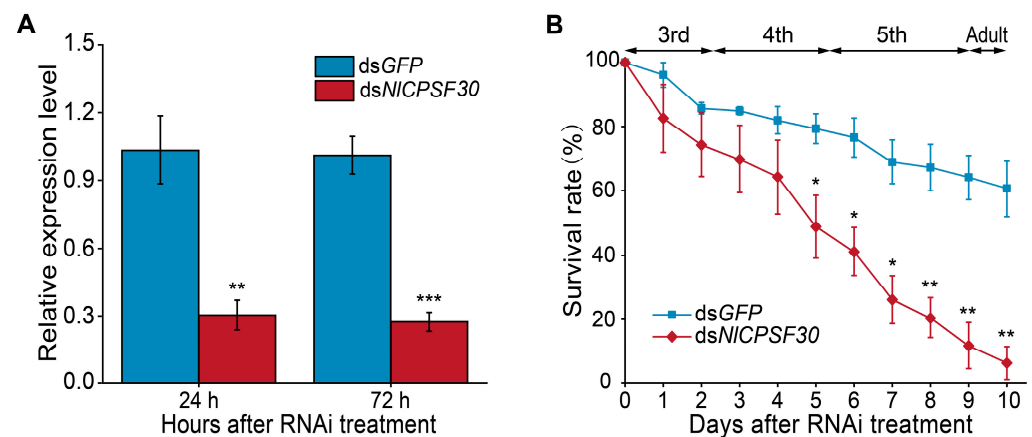 A
Relative expression level
1.5
1.2
0.9
0.6
0.3
0.0
dsGFP
dsNlCPSF30
**
***
24 h
72 h
Hours after RNAi treatment
B
3rd
4th
5th
Adult
Survival rate (%)
100
80
60
40
20
0
*
*
*
**
**
**
dsGFP
dsNlCPSF30
0 1 2 3 4 5 6 7 8 9 10
Days after RNAi treatment